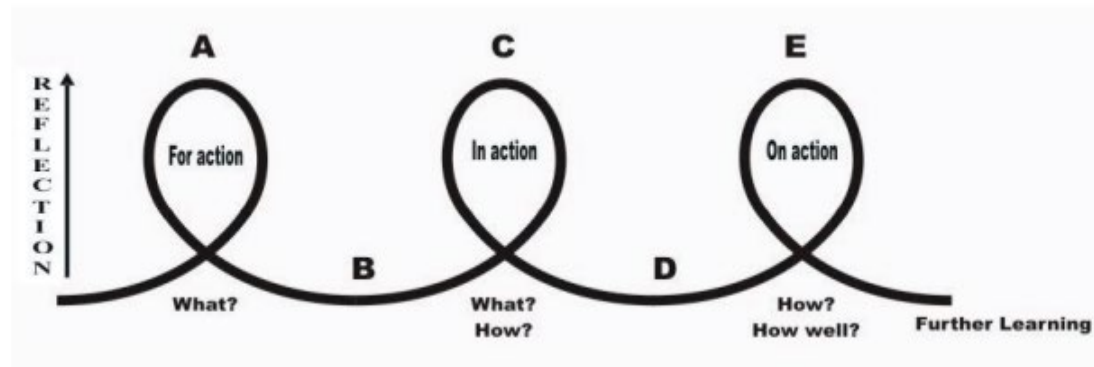 A
C
E
REFLECTION
For action
In action
On action
B
D
What?
What?
How?
How?
How well?
Further Learning